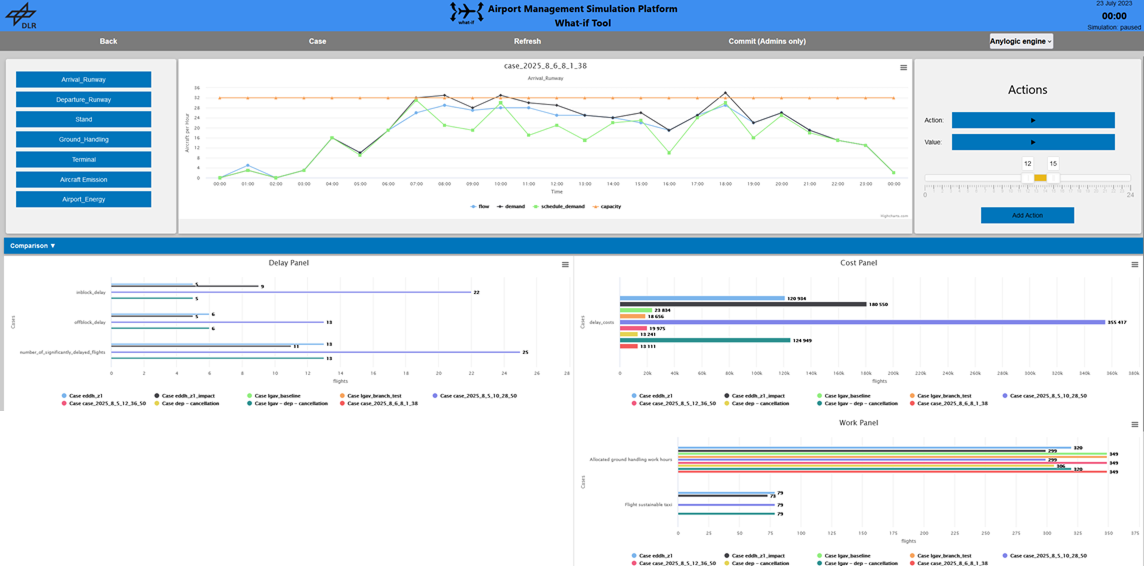 DLR
what-if
Airport Management Simulation Platform
What-if Tool
23 July 2023
00:00
Simulation: paused
Back
Case
Refresh
Commit (Admins only)
Anylogic engine
Arrival_Runway
Departure_Runway
Stand
Ground_Handling
Terminal
Aircraft Emission
Airport_Energy
case_2025_8_6_8_1_38
Arrival_Runway
Aircraft per Hour
36
32
28
24
20
16
12
8
4
0
00:00 01:00 02:00 03:00 04:00 05:00 06:00 07:00 08:00 09:00 10:00 11:00 12:00 13:00 14:00 15:00 16:00 17:00 18:00 19:00 20:00 21:00 22:00 23:00 00:00
Time
flow demand schedule_demand capacity
Highcharts.com
Actions
Action: ▶
Value: ▶
12 15
0 24
Add Action
Comparison ▼
Delay Panel
Cases
inblock_delay
5
9
22
5
offblock_delay
6
5
13
6
number_of_significantly_delayed_flights
13
11
25
13
0 2 4 6 8 10 12 14 16 18 20 22 24 26 28
flights
Case eddh_z1 Case eddh_z1_impact Case lgav_baseline Case lgav_branch_test Case case_2025_8_5_10_28_50
Case case_2025_8_5_12_36_50 Case dep - cancellation Case lgav - dep - cancellation Case case_2025_8_6_8_1_38
Cost Panel
Cases
delay_costs
120 904
180 550
23 834
18 656
355 417
19 975
13 241
124 949
13 111
0 20k 40k 60k 80k 100k 120k 140k 160k 180k 200k 220k 240k 260k 280k 300k 320k 340k 360k 380k
flights
Case eddh_z1 Case eddh_z1_impact Case lgav_baseline Case lgav_branch_test Case case_2025_8_5_10_28_50
Case case_2025_8_5_12_36_50 Case dep - cancellation Case lgav - dep - cancellation Case case_2025_8_6_8_1_38
Work Panel
Cases
Allocated ground handling work hours
320
299
349
299
349
306
320
349
Flight sustainable taxi
79
73
79
79
0 25 50 75 100 125 150 175 200 225 250 275 300 325 350 375
flights
Case eddh_z1 Case eddh_z1_impact Case lgav_baseline Case lgav_branch_test Case case_2025_8_5_10_28_50
Case case_2025_8_5_12_36_50 Case dep - cancellation Case lgav - dep - cancellation Case case_2025_8_6_8_1_38